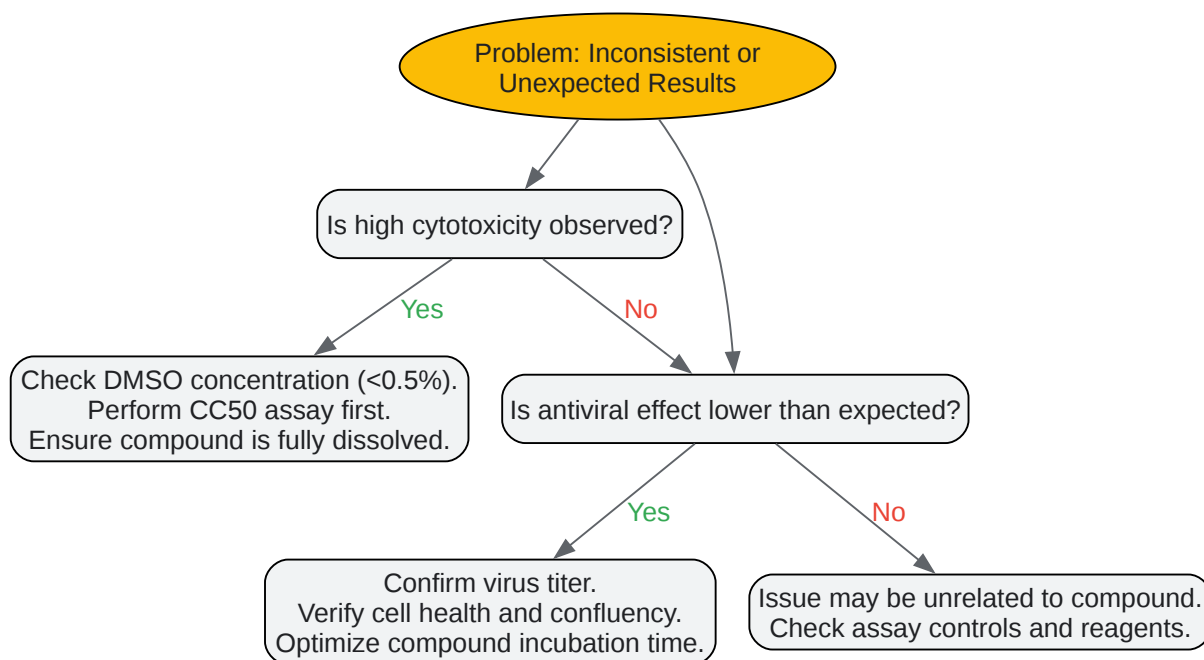 Problem: Inconsistent or
Unexpected Results
Is high cytotoxicity observed?
Yes
No
Check DMSO concentration (<0.5%).
Perform CC50 assay first.
Ensure compound is fully dissolved.
Is antiviral effect lower than expected?
Yes
No
Confirm virus titer.
Verify cell health and confluency.
Optimize compound incubation time.
Issue may be unrelated to compound.
Check assay controls and reagents.